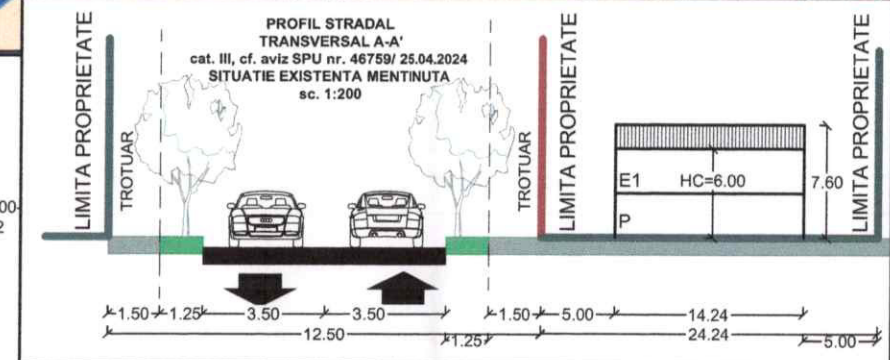 PROFIL STRADAL
TRANSVERSAL A-A'
cat. III, cf. aviz SPU nr. 46759/ 25.04.2024
SITUATIE EXISTENTA MENTINUTA
sc. 1:200
LIMITA PROPRIETATE
TROTUAR
TROTUAR
LIMITA PROPRIETATE
LIMITA PROPRIETATE
E1 HC=6.00
7.60
P
00
2
1.50 1.25 3.50 3.50 1.50 5.00 14.24
12.50 1.25 24.24 5.00